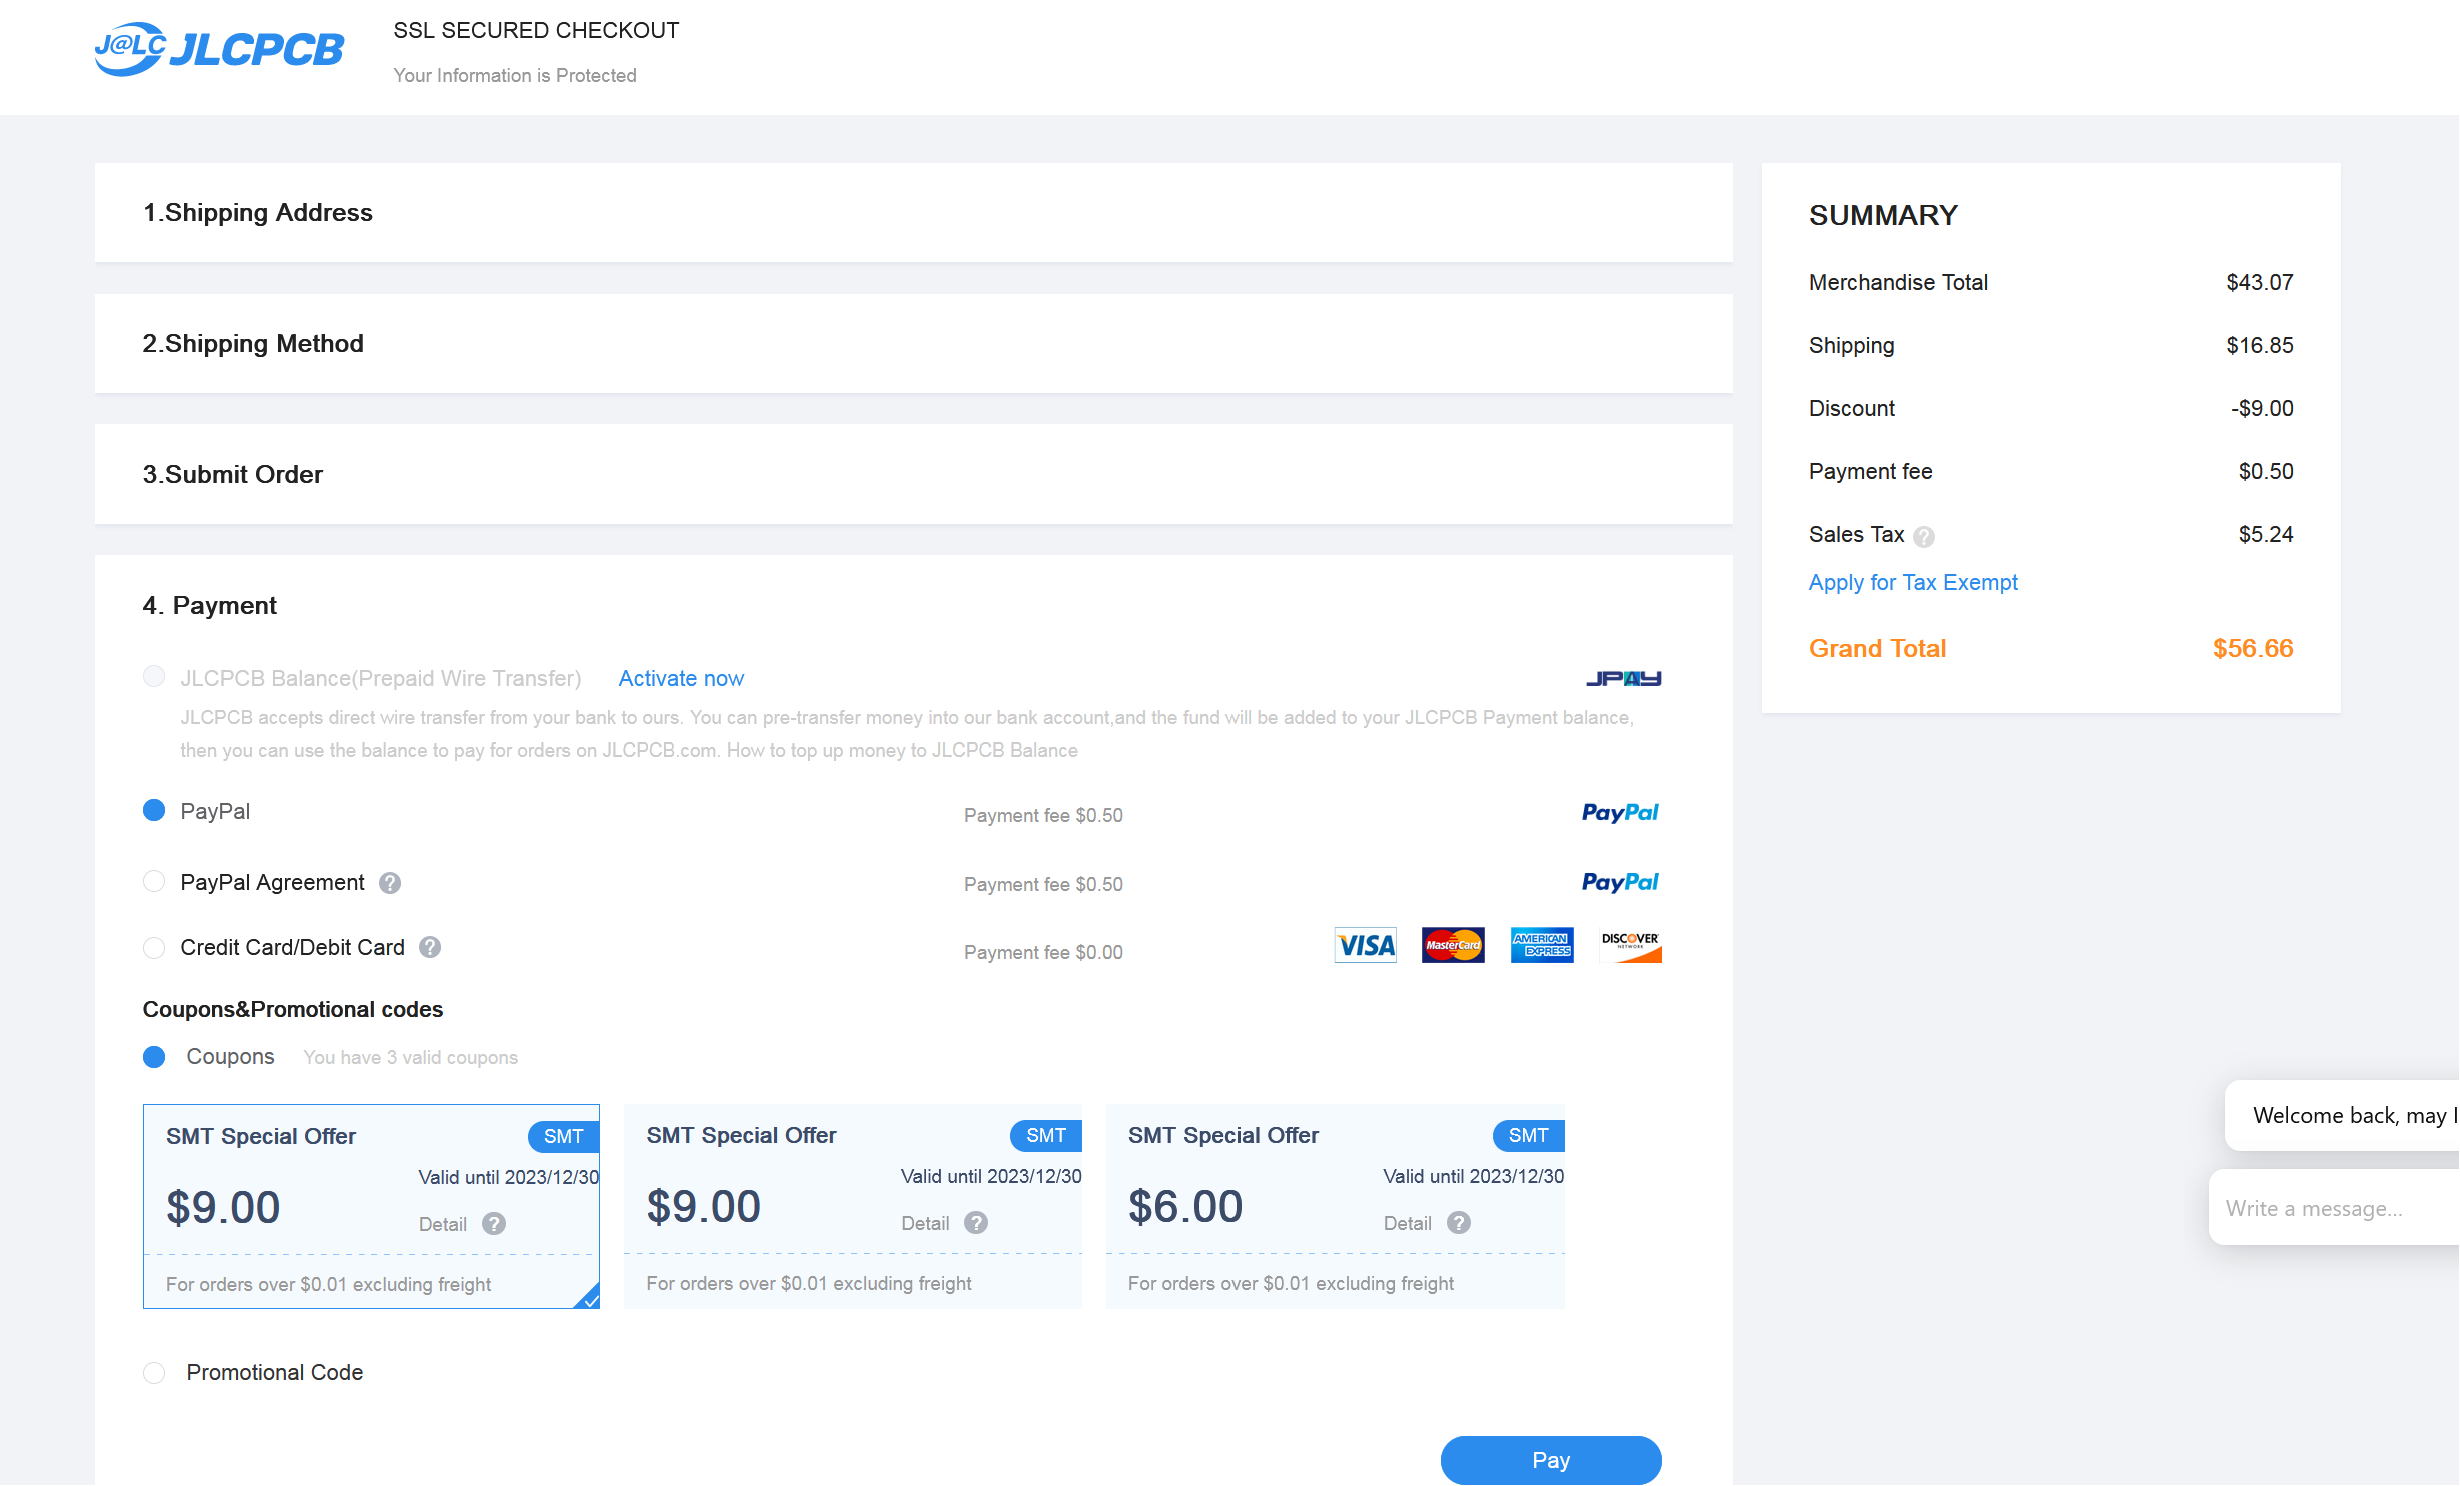 J@LC JLCPCB
SSL SECURED CHECKOUT
Your Information is Protected
1.Shipping Address
2.Shipping Method
3.Submit Order
4. Payment
JLCPCB Balance(Prepaid Wire Transfer) Activate now JPAY
JLCPCB accepts direct wire transfer from your bank to ours. You can pre-transfer money into our bank account,and the fund will be added to your JLCPCB Payment balance,
then you can use the balance to pay for orders on JLCPCB.com. How to top up money to JLCPCB Balance
PayPal Payment fee $0.50 PayPal
PayPal Agreement ? Payment fee $0.50 PayPal
Credit Card/Debit Card ? Payment fee $0.00 VISA MasterCard AMERICAN EXPRESS DISCOVER NETWORK
Coupons&Promotional codes
Coupons You have 3 valid coupons
SMT Special Offer SMT
Valid until 2023/12/30
$9.00
Detail ?
For orders over $0.01 excluding freight
SMT Special Offer SMT
Valid until 2023/12/30
$9.00
Detail ?
For orders over $0.01 excluding freight
SMT Special Offer SMT
Valid until 2023/12/30
$6.00
Detail ?
For orders over $0.01 excluding freight
Promotional Code
Pay
SUMMARY
Merchandise Total $43.07
Shipping $16.85
Discount -$9.00
Payment fee $0.50
Sales Tax ? $5.24
Apply for Tax Exempt
Grand Total $56.66
Welcome back, may I
Write a message...